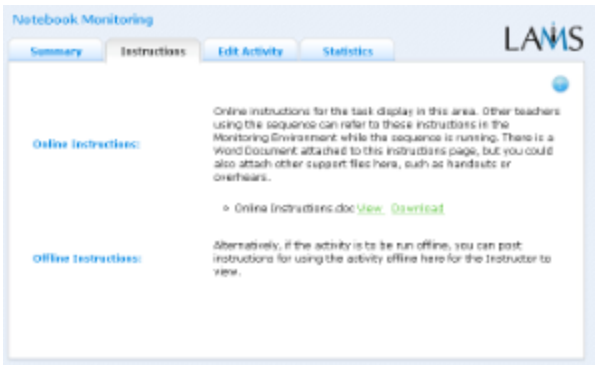 Notebook Monitoring
LAMS
Summary Instructions Edit Activity Statistics
Online instructions for the task display in this area. Other teachers
using the sequence can refer to these instructions in the
Monitoring Environment while the sequence is running. There is a
Online Instructions:
Word Document attached to this instructions page, but you could
also attach other support files here, such as handouts or
overhears.
Online Instructions.doc View Download
Alternatively, if the activity is to be run offline, you can post
Offline Instructions:
instructions for using the activity offline here for the Instructor to
view.